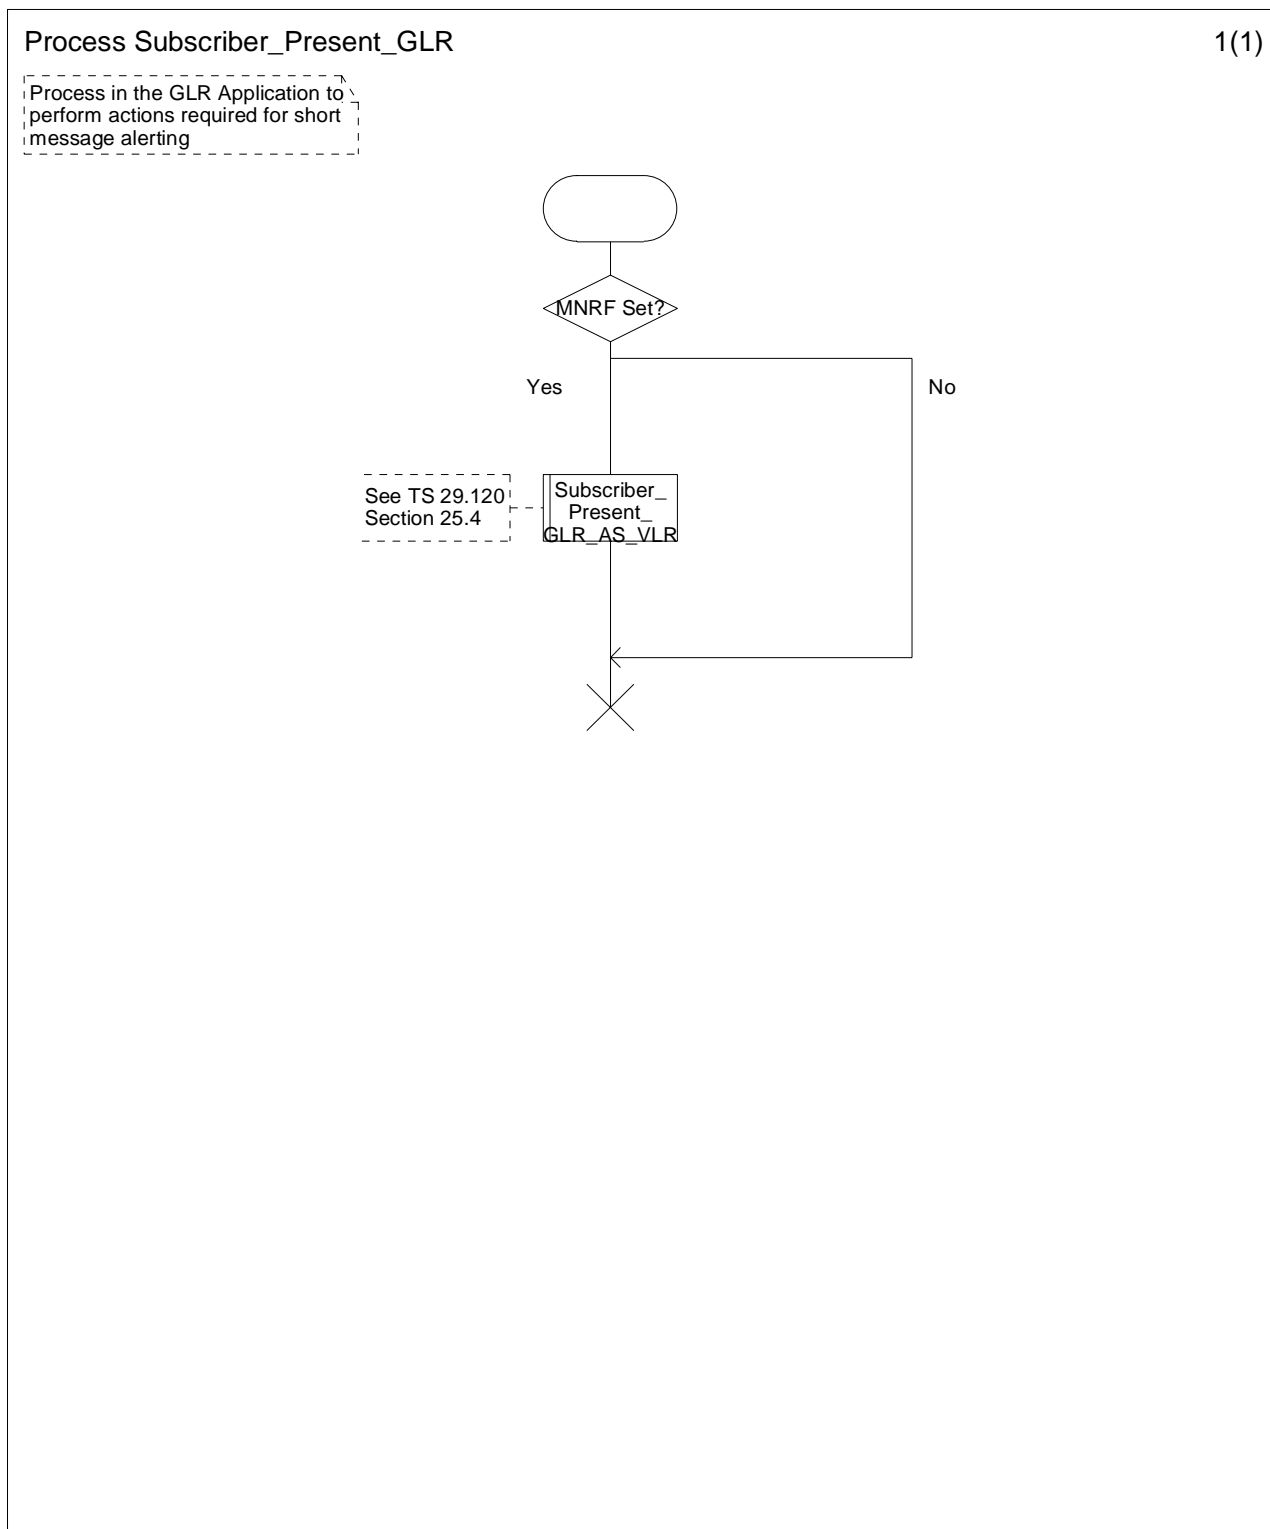 Process Subscriber_Present_GLR
1(1)
Process in the GLR Application to
perform actions required for short
message alerting
MNRF Set?
Yes
No
See TS 29.120
Section 25.4
Subscriber_
Present_
GLR_AS_VLR